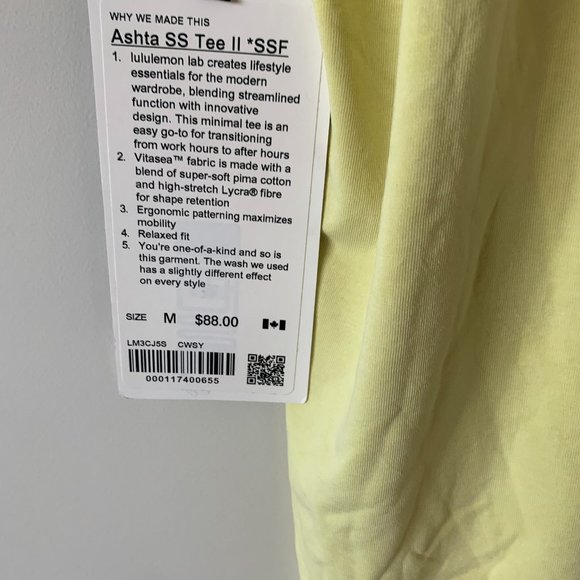 WHY WE MADE THIS
Ashta SS Tee II *SSF
1. lululemon lab creates lifestyle
essentials for the modern
wardrobe, blending streamlined
function with innovative
design. This minimal tee is an
easy go-to for transitioning
from work hours to after hours
2. Vitasea™ fabric is made with a
blend of super-soft pima cotton
and high-stretch Lycra® fibre
for shape retention
3. Ergonomic patterning maximizes
mobility
4. Relaxed fit
5. You're one-of-a-kind and so is
this garment. The wash we used
has a slightly different effect
on every style
SIZE M $88.00
LM3CJ5S CWSY
000117400655